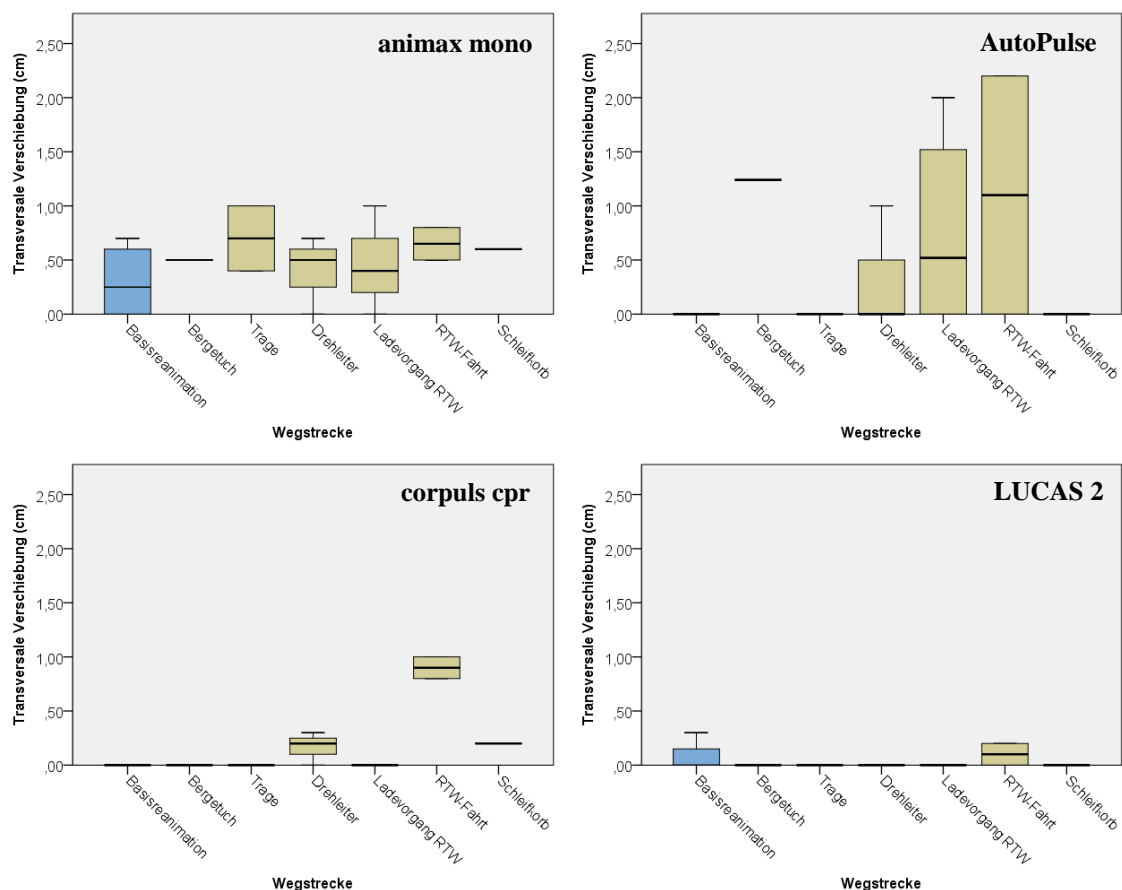 animax mono
Transversale Verschiebung (cm)
2,50
2,00
1,50
1,00
,50
,00
Basisreanimation
Bergetuch
Trage
Drehleiter
Ladevorgang RTW
RTW-Fahrt
Schleifkorb
Wegstrecke
AutoPulse
Transversale Verschiebung (cm)
2,50
2,00
1,50
1,00
,50
,00
Basisreanimation
Bergetuch
Trage
Drehleiter
Ladevorgang RTW
RTW-Fahrt
Schleifkorb
Wegstrecke
corpuls cpr
Transversale Verschiebung (cm)
2,50
2,00
1,50
1,00
,50
,00
Basisreanimation
Bergetuch
Trage
Drehleiter
Ladevorgang RTW
RTW-Fahrt
Schleifkorb
Wegstrecke
LUCAS 2
Transversale Verschiebung (cm)
2,50
2,00
1,50
1,00
,50
,00
Basisreanimation
Bergetuch
Trage
Drehleiter
Ladevorgang RTW
RTW-Fahrt
Schleifkorb
Wegstrecke